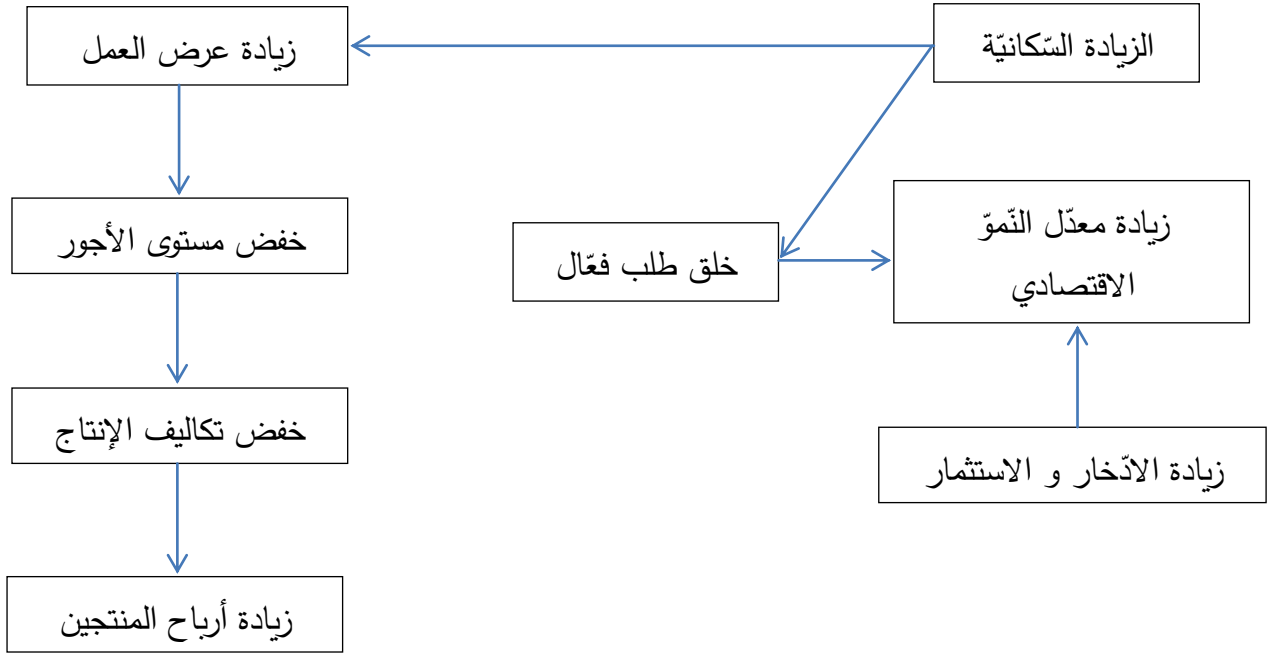 الزيادة السّكانيّة
زيادة عرض العمل
زيادة معدّل النّموّ
الاقتصادي
خلق طلب فعّال
خفض مستوى الأجور
خفض تكاليف الإنتاج
زيادة الادّخار و الاستثمار
زيادة أرباح المنتجين